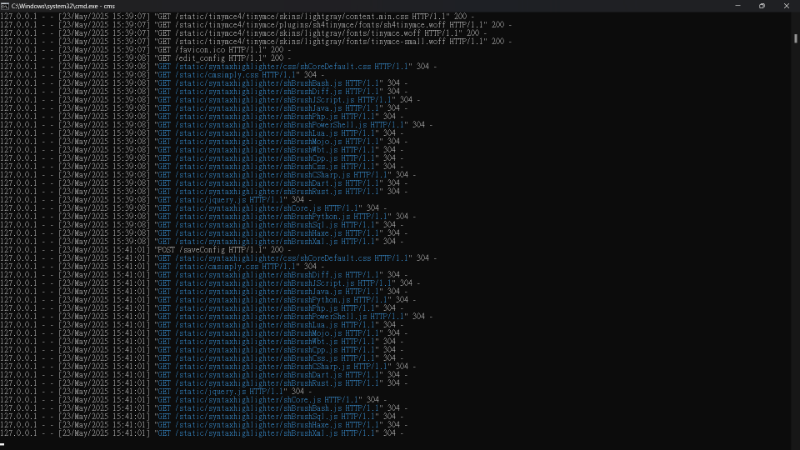 C:\Windows\system32\cmd.exe - cms
127.0.0.1 - - [23/May/2025 15:39:07] "GET /static/tinymce4/tinymce/skins/lightgray/content.min.css HTTP/1.1" 200 -
127.0.0.1 - - [23/May/2025 15:39:07] "GET /static/tinymce4/tinymce/plugins/sh4tinymce/fonts/sh4tinymce.woff HTTP/1.1" 200 -
127.0.0.1 - - [23/May/2025 15:39:07] "GET /static/tinymce4/tinymce/skins/lightgray/fonts/tinymce.woff HTTP/1.1" 200 -
127.0.0.1 - - [23/May/2025 15:39:07] "GET /static/tinymce4/tinymce/skins/lightgray/fonts/tinymce-small.woff HTTP/1.1" 200 -
127.0.0.1 - - [23/May/2025 15:39:07] "GET /favicon.ico HTTP/1.1" 200 -
127.0.0.1 - - [23/May/2025 15:39:08] "GET /edit_config HTTP/1.1" 200 -
127.0.0.1 - - [23/May/2025 15:39:08] "GET /static/syntaxhighlighter/css/shCoreDefault.css HTTP/1.1" 304 -
127.0.0.1 - - [23/May/2025 15:39:08] "GET /static/cmsimply.css HTTP/1.1" 304 -
127.0.0.1 - - [23/May/2025 15:39:08] "GET /static/syntaxhighlighter/shBrushBash.js HTTP/1.1" 304 -
127.0.0.1 - - [23/May/2025 15:39:08] "GET /static/syntaxhighlighter/shBrushDiff.js HTTP/1.1" 304 -
127.0.0.1 - - [23/May/2025 15:39:08] "GET /static/syntaxhighlighter/shBrushJScript.js HTTP/1.1" 304 -
127.0.0.1 - - [23/May/2025 15:39:08] "GET /static/syntaxhighlighter/shBrushJava.js HTTP/1.1" 304 -
127.0.0.1 - - [23/May/2025 15:39:08] "GET /static/syntaxhighlighter/shBrushPhp.js HTTP/1.1" 304 -
127.0.0.1 - - [23/May/2025 15:39:08] "GET /static/syntaxhighlighter/shBrushPowerShell.js HTTP/1.1" 304 -
127.0.0.1 - - [23/May/2025 15:39:08] "GET /static/syntaxhighlighter/shBrushLua.js HTTP/1.1" 304 -
127.0.0.1 - - [23/May/2025 15:39:08] "GET /static/syntaxhighlighter/shBrushMojo.js HTTP/1.1" 304 -
127.0.0.1 - - [23/May/2025 15:39:08] "GET /static/syntaxhighlighter/shBrushWbt.js HTTP/1.1" 304 -
127.0.0.1 - - [23/May/2025 15:39:08] "GET /static/syntaxhighlighter/shBrushCpp.js HTTP/1.1" 304 -
127.0.0.1 - - [23/May/2025 15:39:08] "GET /static/syntaxhighlighter/shBrushCss.js HTTP/1.1" 304 -
127.0.0.1 - - [23/May/2025 15:39:08] "GET /static/syntaxhighlighter/shBrushCSharp.js HTTP/1.1" 304 -
127.0.0.1 - - [23/May/2025 15:39:08] "GET /static/syntaxhighlighter/shBrushDart.js HTTP/1.1" 304 -
127.0.0.1 - - [23/May/2025 15:39:08] "GET /static/syntaxhighlighter/shBrushRust.js HTTP/1.1" 304 -
127.0.0.1 - - [23/May/2025 15:39:08] "GET /static/jquery.js HTTP/1.1" 304 -
127.0.0.1 - - [23/May/2025 15:39:08] "GET /static/syntaxhighlighter/shCore.js HTTP/1.1" 304 -
127.0.0.1 - - [23/May/2025 15:39:08] "GET /static/syntaxhighlighter/shBrushPython.js HTTP/1.1" 304 -
127.0.0.1 - - [23/May/2025 15:39:08] "GET /static/syntaxhighlighter/shBrushSql.js HTTP/1.1" 304 -
127.0.0.1 - - [23/May/2025 15:39:08] "GET /static/syntaxhighlighter/shBrushHaxe.js HTTP/1.1" 304 -
127.0.0.1 - - [23/May/2025 15:39:08] "GET /static/syntaxhighlighter/shBrushXml.js HTTP/1.1" 304 -
127.0.0.1 - - [23/May/2025 15:41:01] "POST /saveConfig HTTP/1.1" 200 -
127.0.0.1 - - [23/May/2025 15:41:01] "GET /static/syntaxhighlighter/css/shCoreDefault.css HTTP/1.1" 304 -
127.0.0.1 - - [23/May/2025 15:41:01] "GET /static/cmsimply.css HTTP/1.1" 304 -
127.0.0.1 - - [23/May/2025 15:41:01] "GET /static/syntaxhighlighter/shBrushDiff.js HTTP/1.1" 304 -
127.0.0.1 - - [23/May/2025 15:41:01] "GET /static/syntaxhighlighter/shBrushJScript.js HTTP/1.1" 304 -
127.0.0.1 - - [23/May/2025 15:41:01] "GET /static/syntaxhighlighter/shBrushJava.js HTTP/1.1" 304 -
127.0.0.1 - - [23/May/2025 15:41:01] "GET /static/syntaxhighlighter/shBrushPython.js HTTP/1.1" 304 -
127.0.0.1 - - [23/May/2025 15:41:01] "GET /static/syntaxhighlighter/shBrushPhp.js HTTP/1.1" 304 -
127.0.0.1 - - [23/May/2025 15:41:01] "GET /static/syntaxhighlighter/shBrushPowerShell.js HTTP/1.1" 304 -
127.0.0.1 - - [23/May/2025 15:41:01] "GET /static/syntaxhighlighter/shBrushLua.js HTTP/1.1" 304 -
127.0.0.1 - - [23/May/2025 15:41:01] "GET /static/syntaxhighlighter/shBrushMojo.js HTTP/1.1" 304 -
127.0.0.1 - - [23/May/2025 15:41:01] "GET /static/syntaxhighlighter/shBrushWbt.js HTTP/1.1" 304 -
127.0.0.1 - - [23/May/2025 15:41:01] "GET /static/syntaxhighlighter/shBrushCpp.js HTTP/1.1" 304 -
127.0.0.1 - - [23/May/2025 15:41:01] "GET /static/syntaxhighlighter/shBrushCss.js HTTP/1.1" 304 -
127.0.0.1 - - [23/May/2025 15:41:01] "GET /static/syntaxhighlighter/shBrushCSharp.js HTTP/1.1" 304 -
127.0.0.1 - - [23/May/2025 15:41:01] "GET /static/syntaxhighlighter/shBrushDart.js HTTP/1.1" 304 -
127.0.0.1 - - [23/May/2025 15:41:01] "GET /static/syntaxhighlighter/shBrushRust.js HTTP/1.1" 304 -
127.0.0.1 - - [23/May/2025 15:41:01] "GET /static/jquery.js HTTP/1.1" 304 -
127.0.0.1 - - [23/May/2025 15:41:01] "GET /static/syntaxhighlighter/shCore.js HTTP/1.1" 304 -
127.0.0.1 - - [23/May/2025 15:41:01] "GET /static/syntaxhighlighter/shBrushBash.js HTTP/1.1" 304 -
127.0.0.1 - - [23/May/2025 15:41:01] "GET /static/syntaxhighlighter/shBrushSql.js HTTP/1.1" 304 -
127.0.0.1 - - [23/May/2025 15:41:01] "GET /static/syntaxhighlighter/shBrushHaxe.js HTTP/1.1" 304 -
127.0.0.1 - - [23/May/2025 15:41:01] "GET /static/syntaxhighlighter/shBrushXml.js HTTP/1.1" 304 -